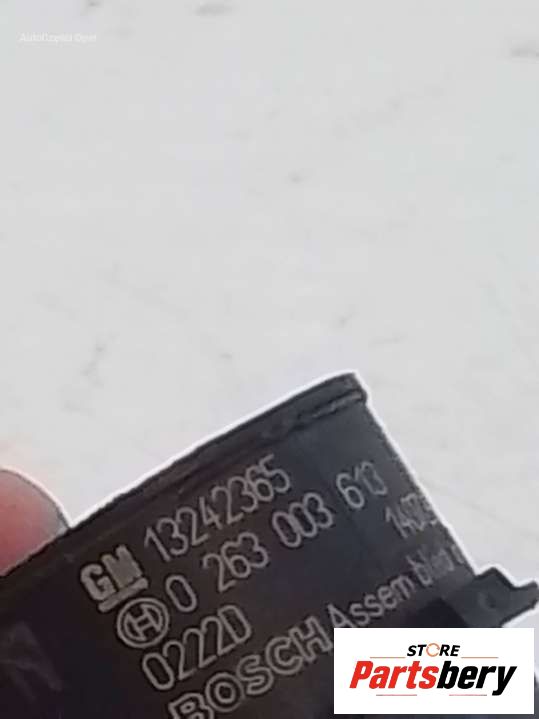 AutoCzęści Opel
GM 13242365
0 263 003 613
0222D
BOSCH Assem
STORE
Partsbery